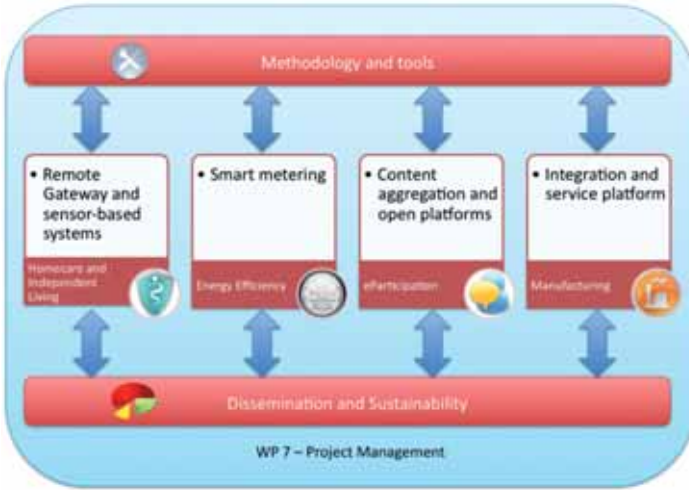 Methodology and tools
• Remote
Gateway and
sensor-based
systems
Homecare and
Independent
Living
• Smart metering
Energy Efficiency
• Content
aggregation and
open platforms
eParticipation
• Integration and
service platform
Manufacturing
Dissemination and Sustainability
WP 7 – Project Management